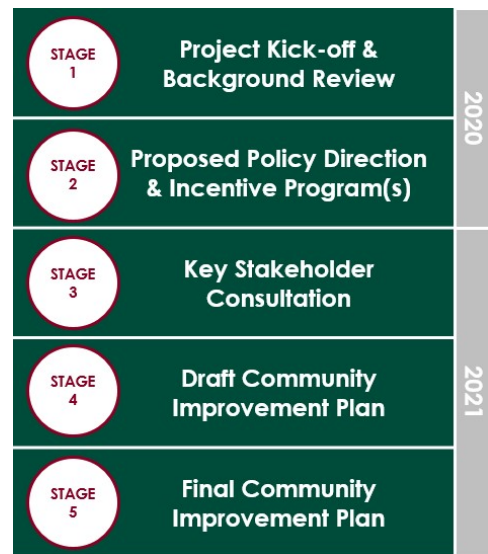 STAGE
1
Project Kick-off &
Background Review
STAGE
2
Proposed Policy Direction
& Incentive Program(s)
2020
STAGE
3
Key Stakeholder
Consultation
STAGE
4
Draft Community
Improvement Plan
STAGE
5
Final Community
Improvement Plan
2021